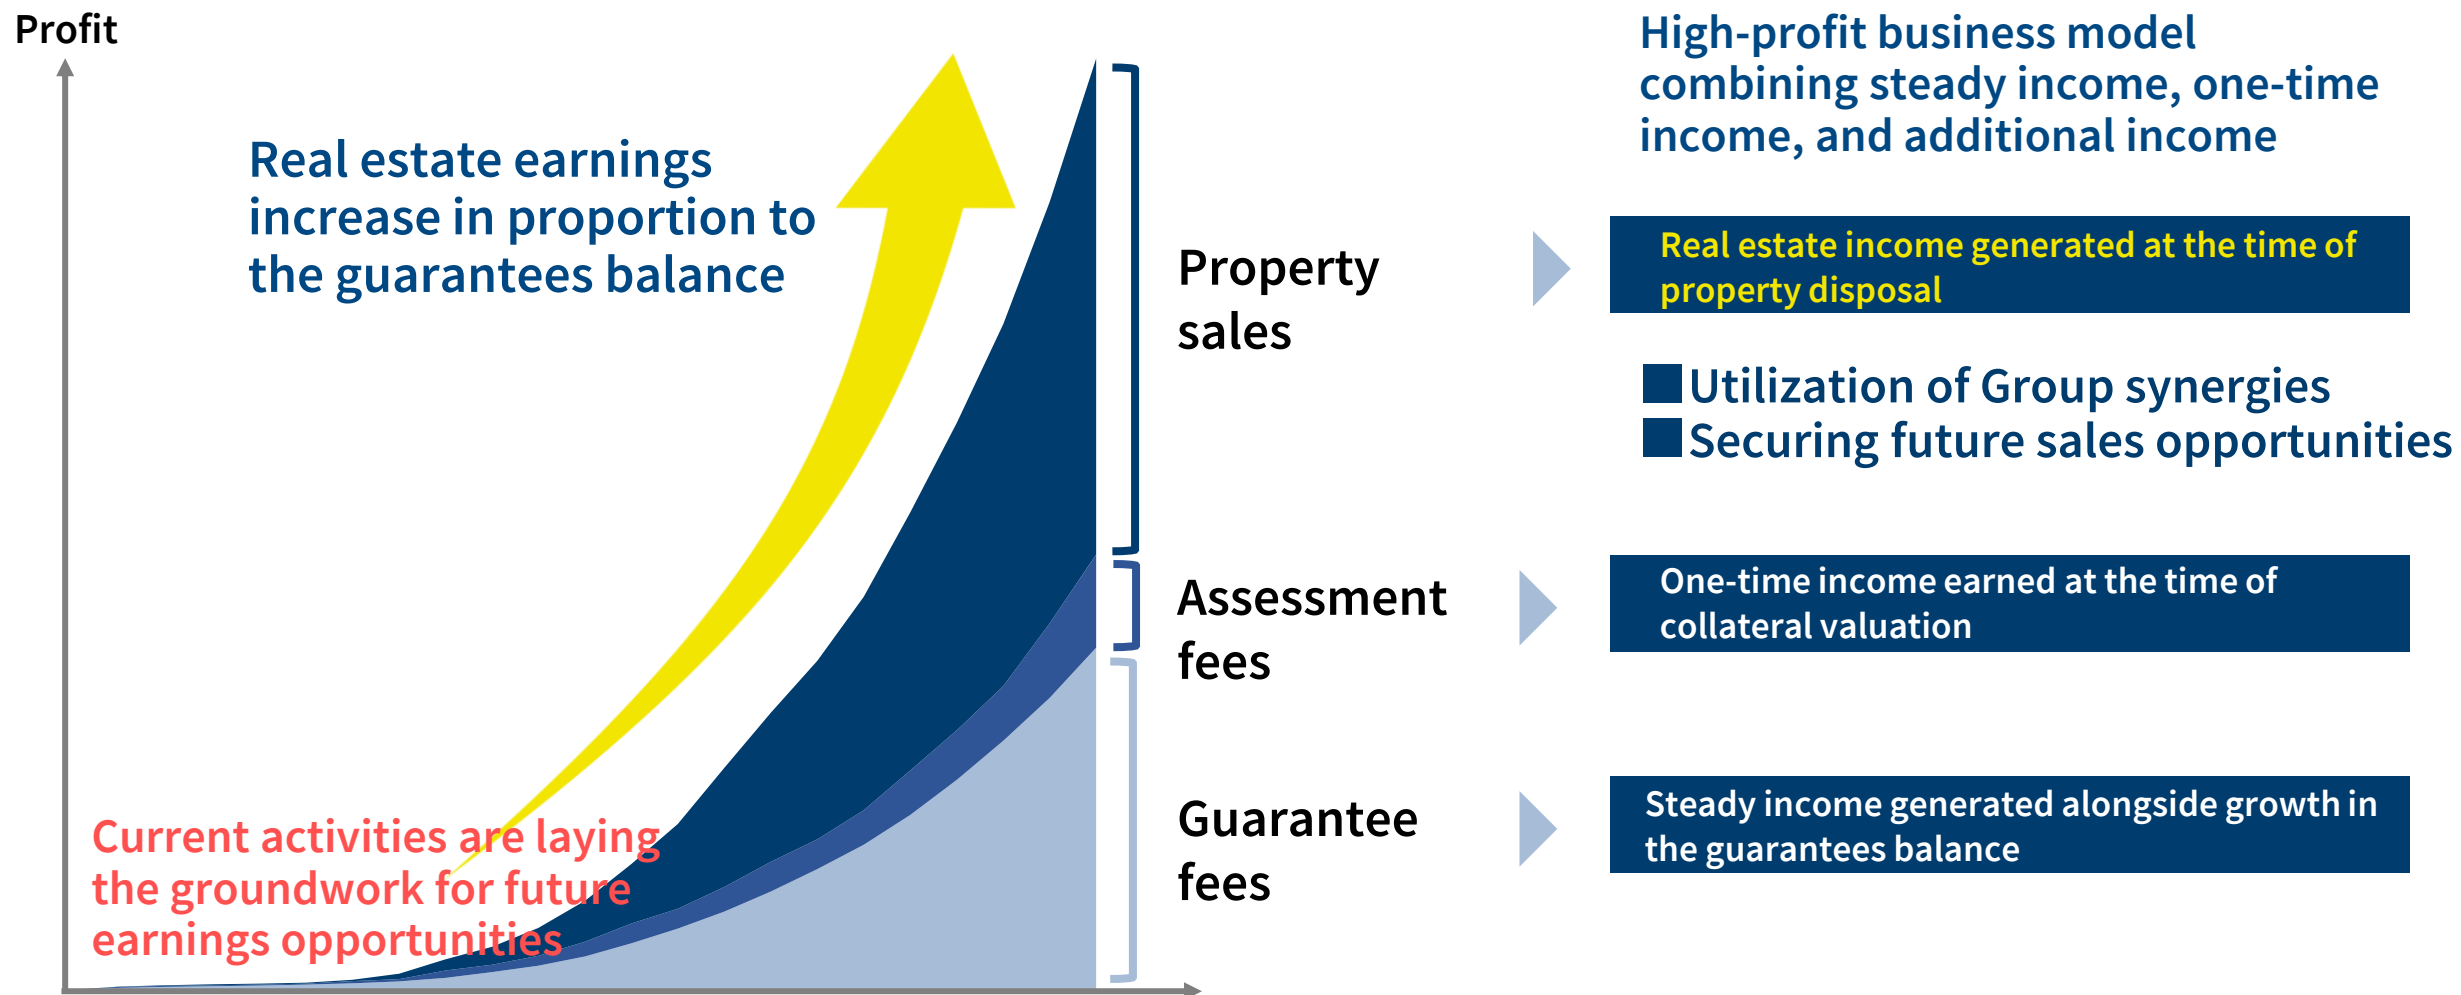 Profit
Real estate earnings
increase in proportion to
the guarantees balance
Current activities are laying
the groundwork for future
earnings opportunities
High-profit business model
combining steady income, one-time
income, and additional income
Property
sales
Real estate income generated at the time of
property disposal
Utilization of Group synergies
Securing future sales opportunities
Assessment
fees
One-time income earned at the time of
collateral valuation
Guarantee
fees
Steady income generated alongside growth in
the guarantees balance